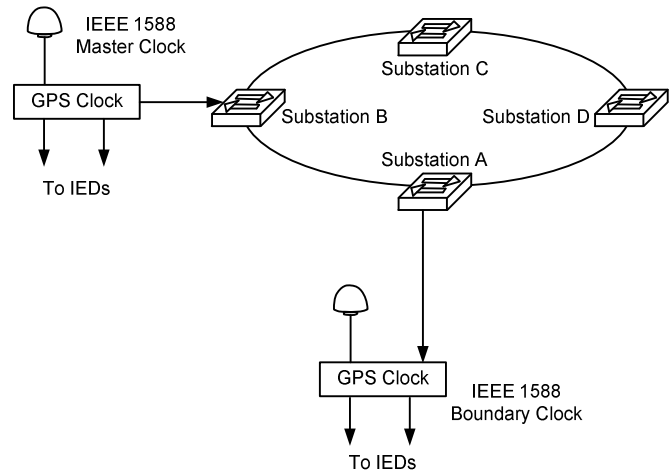 IEEE 1588
Master Clock
GPS Clock
To IEDs
Substation C
Substation B
Substation D
Substation A
GPS Clock
IEEE 1588
Boundary Clock
To IEDs